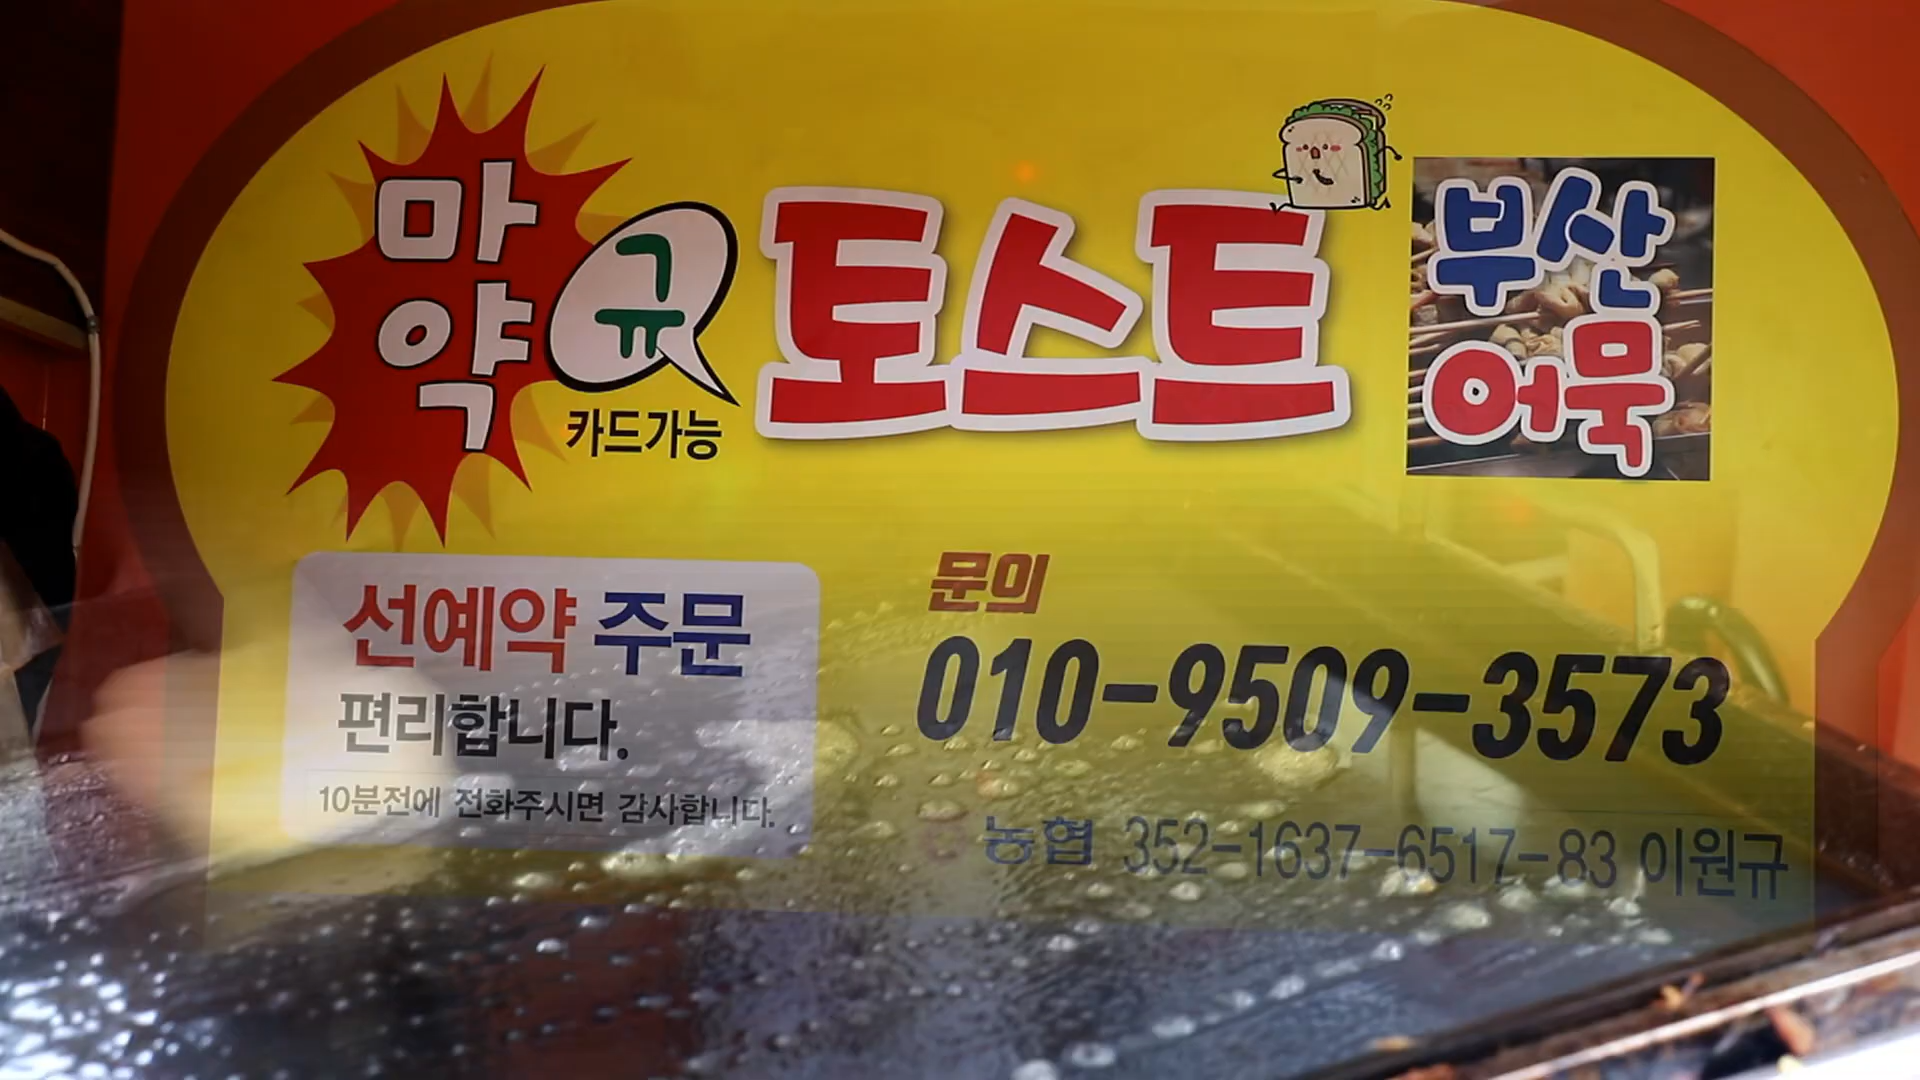 마약
규
토스트
카드가능
부산
어묵
선예약 주문
편리합니다.
10분전에 전화주시면 감사합니다.
문의
010-9509-3573
농협 352-1637-6517-83 이원규